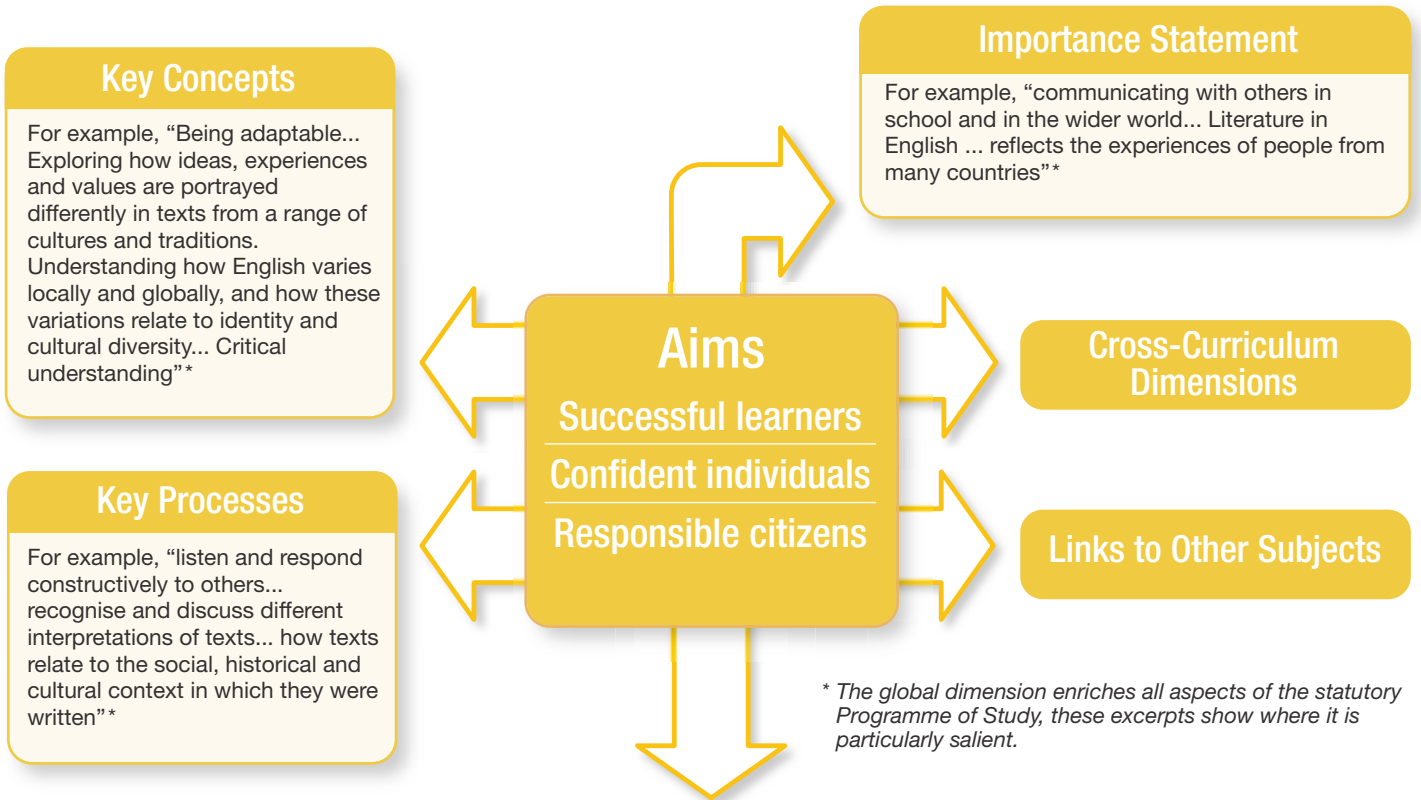 Key Concepts
For example, “Being adaptable...
Exploring how ideas, experiences
and values are portrayed
differently in texts from a range of
cultures and traditions.
Understanding how English varies
locally and globally, and how these
variations relate to identity and
cultural diversity... Critical
understanding”*
Key Processes
For example, “listen and respond
constructively to others...
recognise and discuss different
interpretations of texts... how texts
relate to the social, historical and
cultural context in which they were
written”*
Aims
Successful learners
Confident individuals
Responsible citizens
Importance Statement
For example, “communicating with others in
school and in the wider world... Literature in
English ... reflects the experiences of people from
many countries”*
Cross-Curriculum
Dimensions
Links to Other Subjects
* The global dimension enriches all aspects of the statutory
Programme of Study, these excerpts show where it is
particularly salient.